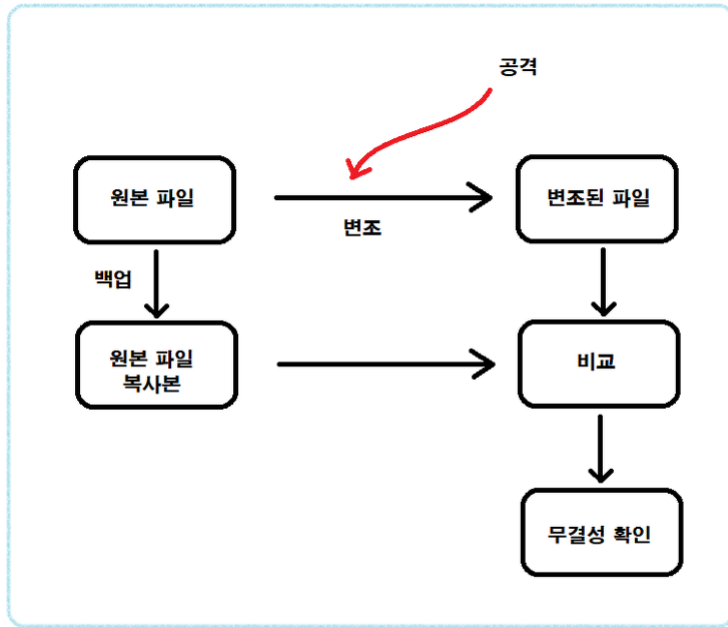 공격
원본 파일
변조된 파일
변조
백업
원본 파일
복사본
비교
무결성 확인